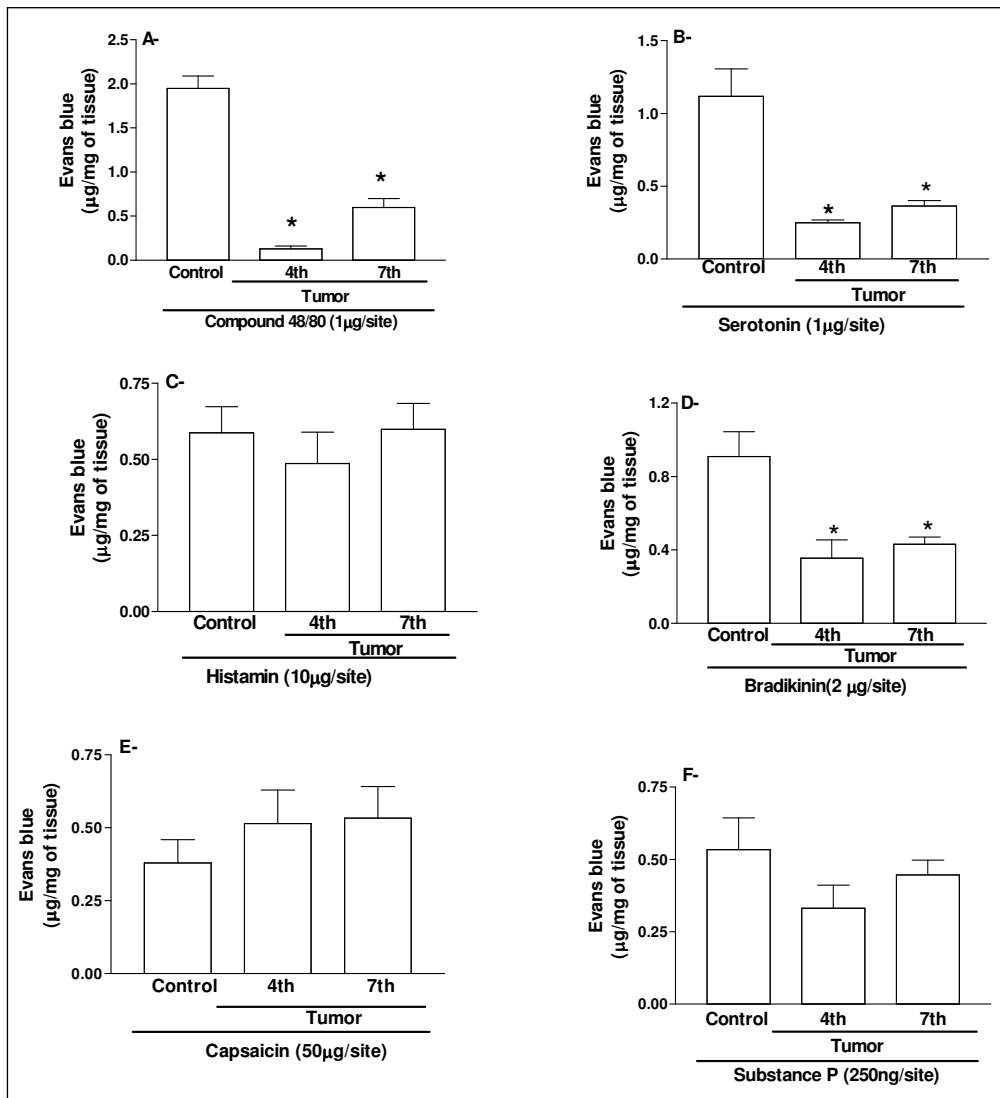 A-
Evans blue
(µg/mg of tissue)
2.5
2.0
1.5
1.0
0.5
0.0
*
*
Control 4th 7th
Tumor
Compound 48/80 (1µg/site)
B-
Evans blue
(µg/mg of tissue)
1.5
1.0
0.5
0.0
*
*
Control 4th 7th
Tumor
Serotonin (1µg/site)
C-
Evans blue
(µg/mg of tissue)
0.75
0.50
0.25
0.00
Control 4th 7th
Tumor
Histamin (10µg/síte)
D-
Evans blue
(µg/mg of tissue)
1.2
0.8
0.4
0.0
*
*
Control 4th 7th
Tumor
Bradikinin(2 µg/site)
E-
Evans blue
(µg/mg of tissue)
0.75
0.50
0.25
0.00
Control 4th 7th
Tumor
Capsaicin (50µg/site)
F-
Evans blue
(µg/mg of tissue)
0.75
0.50
0.25
0.00
Control 4th 7th
Tumor
Substance P (250ng/site)